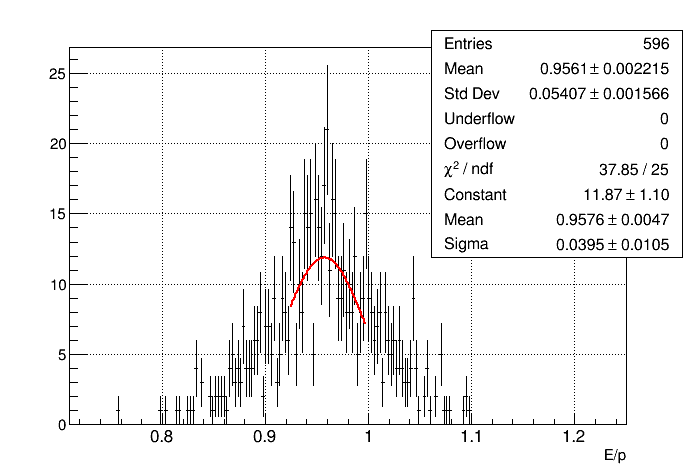 Entries 596
Mean 0.9561 ± 0.002215
Std Dev 0.05407 ± 0.001566
Underflow 0
Overflow 0
χ² / ndf 37.85 / 25
Constant 11.87 ± 1.10
Mean 0.9576 ± 0.0047
Sigma 0.0395 ± 0.0105
25
20
15
10
5
0
0.8 0.9 1 1.1 1.2
E/p